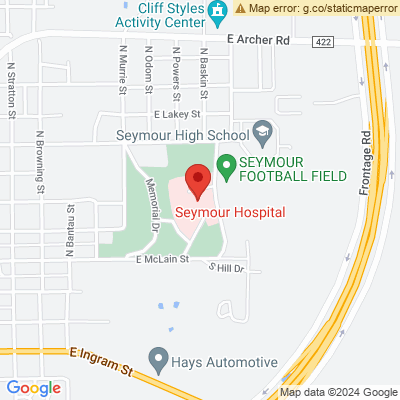 Map error: g.co/staticmaperror
Cliff Styles
Activity Center
E Archer Rd
422
N Stratton St
N Browning St
N Murrie St
N Odom St
N Powers St
N Baskin St
E Lakey St
Seymour High School
Frontage Rd
SEYMOUR
FOOTBALL FIELD
Memorial Dr
N Bantau St
Seymour Hospital
E McLain St
S Hill Dr
E Ingram St
Hays Automotive
Google
Map data ©2024 Google